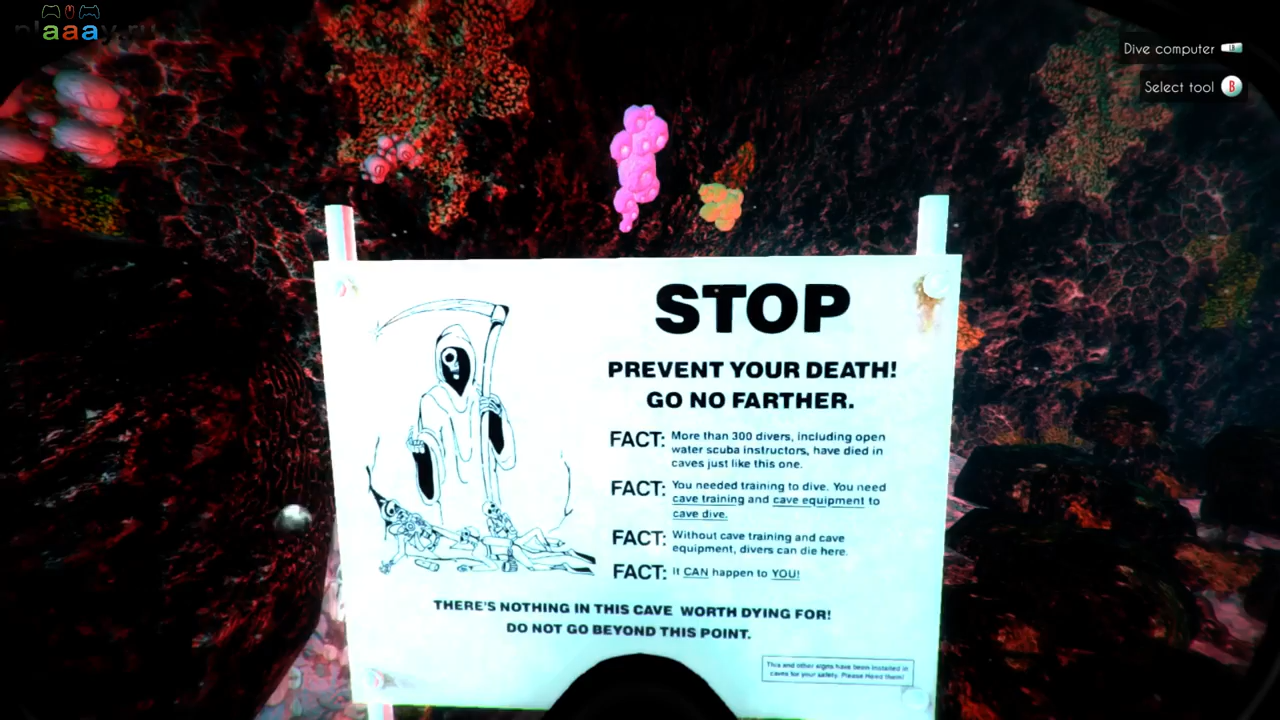 plaaay.ru
Dive computer
Select tool B
STOP
PREVENT YOUR DEATH!
GO NO FARTHER.
FACT: More than 300 divers, including open
water scuba instructors, have died in
caves just like this one.
FACT: You needed training to dive. You need
cave training and cave equipment to
cave dive.
FACT: Without cave training and cave
equipment, divers can die here.
FACT: It CAN happen to YOU!
THERE'S NOTHING IN THIS CAVE WORTH DYING FOR!
DO NOT GO BEYOND THIS POINT.
This and other signs have been installed in
caves for your safety. Please Heed them!